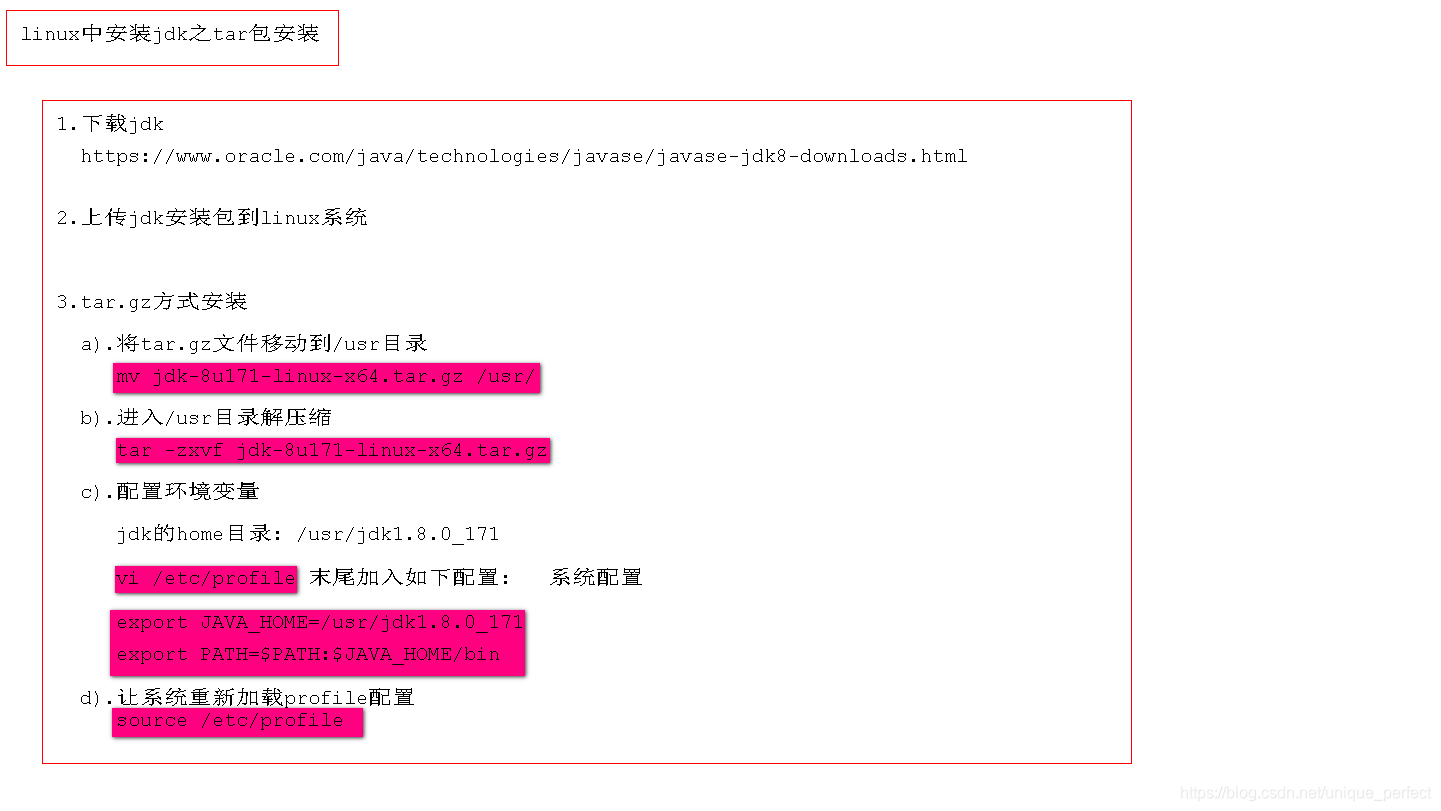 linux中安装jdk之tar包安装
1.下载jdk
https://www.oracle.com/java/technologies/javase/javase-jdk8-downloads.html
2.上传jdk安装包到linux系统
3.tar.gz方式安装
a).将tar.gz文件移动到/usr目录
mv jdk-8u171-linux-x64.tar.gz /usr/
b).进入/usr目录解压缩
tar -zxvf jdk-8u171-linux-x64.tar.gz
c).配置环境变量
jdk的home目录: /usr/jdk1.8.0_171
vi /etc/profile 末尾加入如下配置: 系统配置
export JAVA_HOME=/usr/jdk1.8.0_171
export PATH=$PATH:$JAVA_HOME/bin
d).让系统重新加载profile配置
source /etc/profile
https://blog.csdn.net/unique_perfect